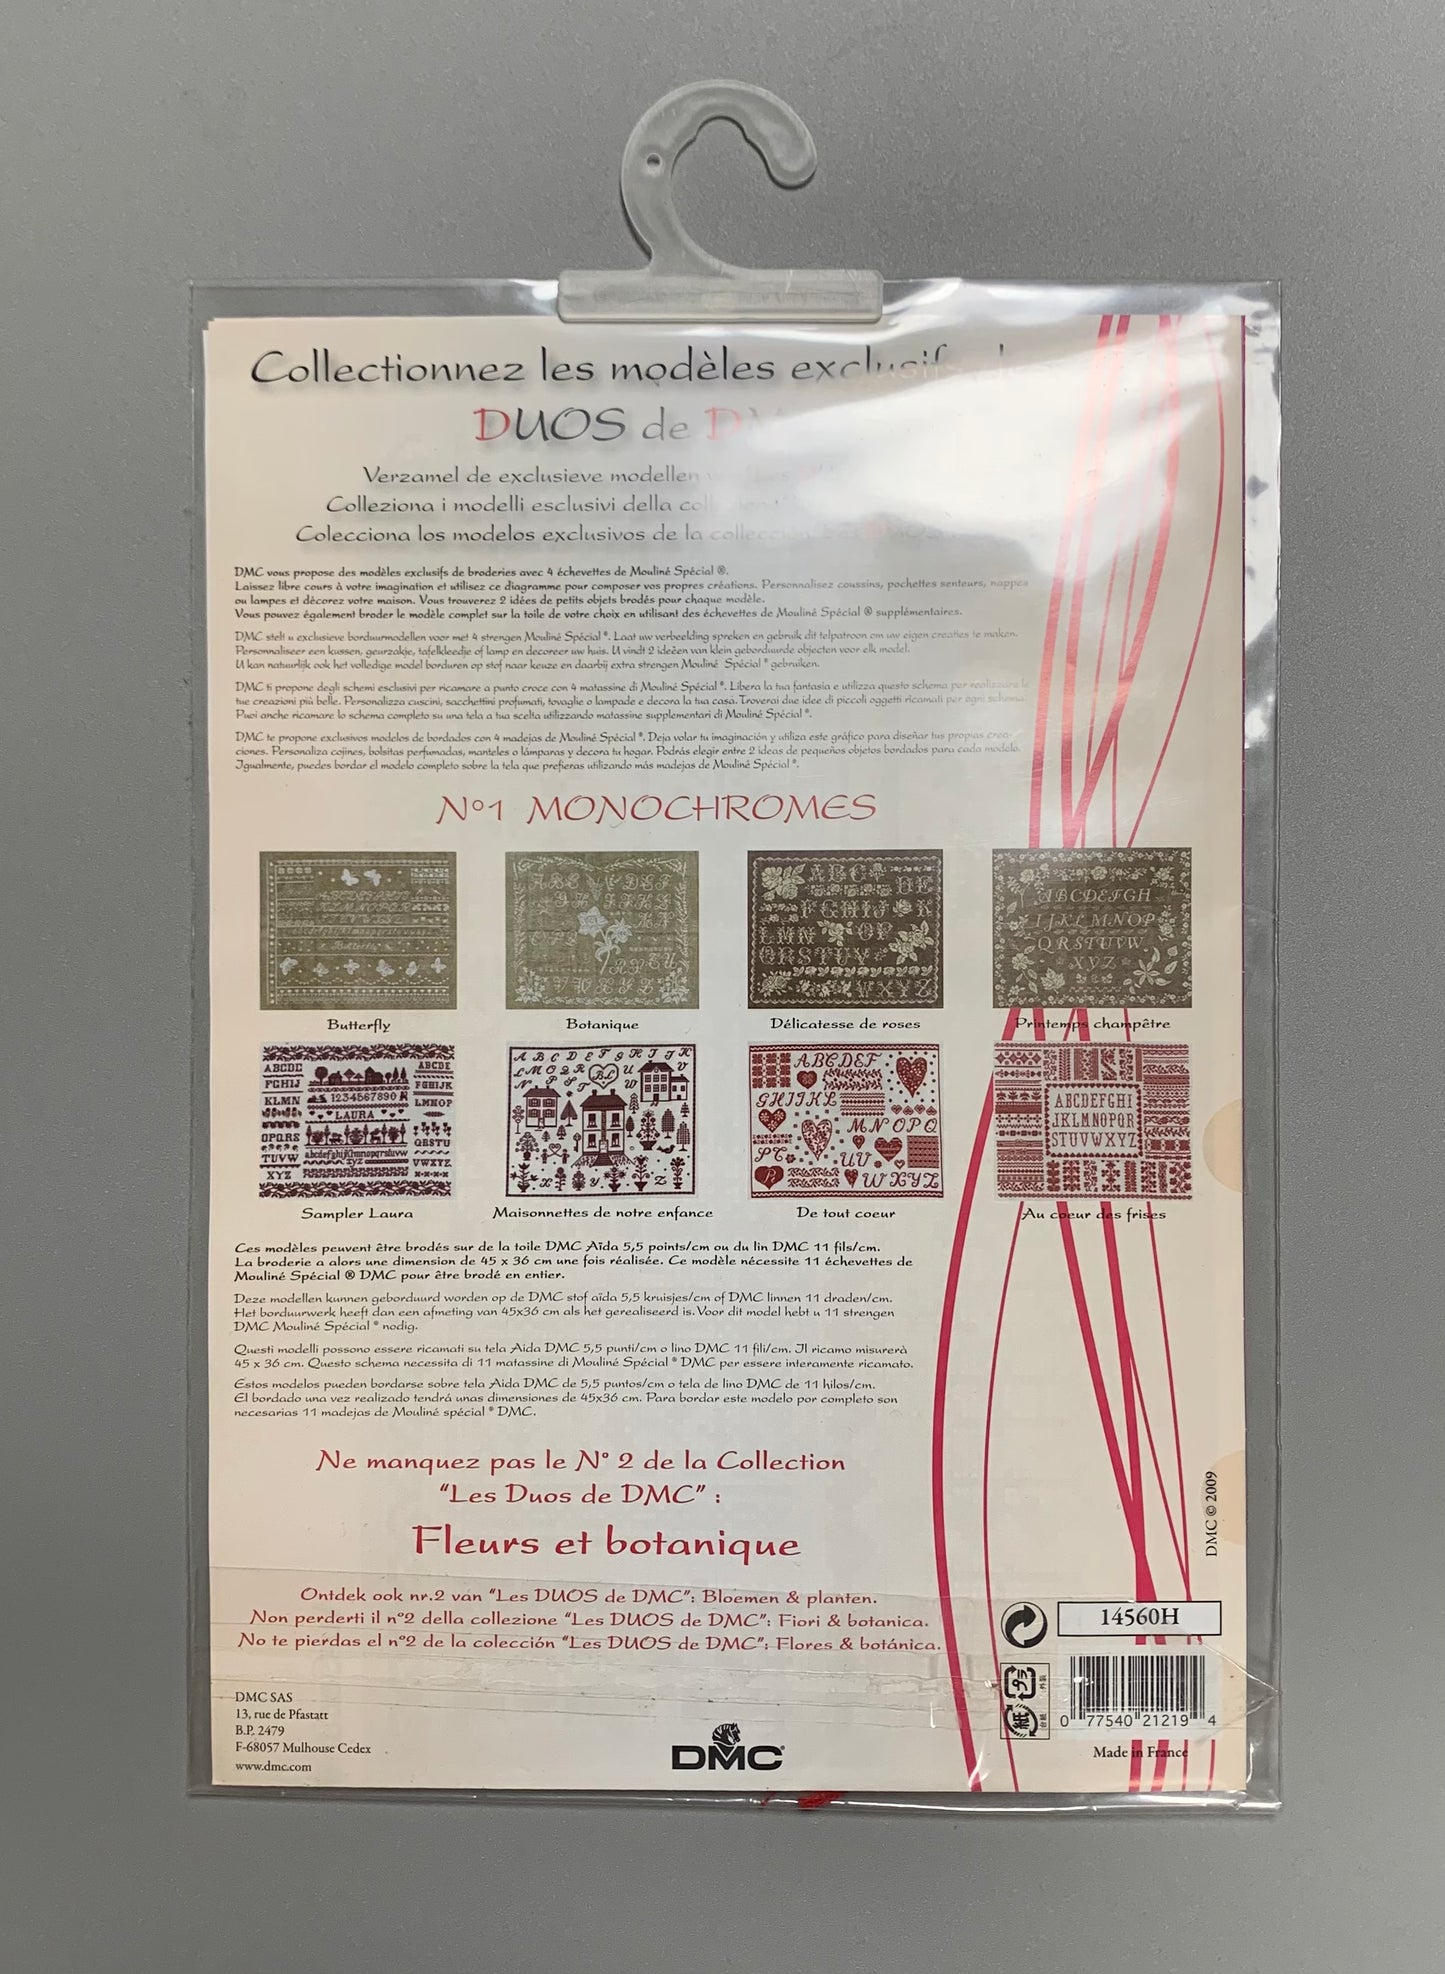 Collectionnez les modèles exclusifs des
DUOS de DM
Verzamel de exclusieve modellen
Colleziona i modelli esclusivi della
Colecciona los modelos exclusivos de la colección
DMC vous propose des modèles exclusifs de broderies avec 4 échevettes de Mouliné Spécial ®.
Laissez libre cours à votre imagination et utilisez ce diagramme pour composer vos propres créations. Personnalisez coussins, pochettes senteurs, nappes
ou lampes et décorez votre maison. Vous trouverez 2 idées de petits objets brodés pour chaque modèle.
Vous pouvez également broder le modèle complet sur la toile de votre choix en utilisant des échevettes de Mouliné Spécial ® supplémentaires.
DMC stelt u exclusieve borduurmodellen voor met 4 strengen Mouliné Spécial ®. Laat uw verbeelding spreken en gebruik dit telpatroon om uw eigen creaties te maken.
Personnaliseer een kussen, geurzakje, tafelkleedje of lamp en decoreer uw huis. U vindt 2 ideëen van klein geborduurde objecten voor elk model.
U kan natuurlijk ook het volledige model borduren op stof naar keuze en daarbij extra strengen Mouliné Spécial ® gebruiken.
DMC ti propone degli schemi esclusivi per ricamare a punto croce con 4 matassine di Mouliné Spécial ®. Libera la tua fantasia e utilizza questo schema per realizzare le
tue creazioni più belle. Personalizza cuscini, sacchettini profumati, tovaglie o lampade e decora la tua casa. Troverai due idee di piccoli oggetti ricamati per ogni schema.
Puoi anche ricamare lo schema completo su una tela a tua scelta utilizzando matassine supplementari di Mouliné Spécial ®.
DMC te propone exclusivos modelos de bordados con 4 madejas de Mouliné Spécial ®. Deja volar tu imaginación y utiliza este gráfico para diseñar tus propias crea-
ciones. Personaliza cojines, bolsitas perfumadas, manteles o lámparas y decora tu hogar. Podrás elegir entre 2 ideas de pequeños objetos bordados para cada modelo.
Igualmente, puedes bordar el modelo completo sobre la tela que prefieras utilizando más madejas de Mouliné Spécial ®.
N°1 MONOCHROMES
Butterfly Botanique Délicatesse de roses Printemps champêtre
Sampler Laura Maisonnettes de notre enfance De tout coeur Au coeur des frises
Ces modèles peuvent être brodés sur de la toile DMC Aïda 5,5 points/cm ou du lin DMC 11 fils/cm.
La broderie a alors une dimension de 45 x 36 cm une fois réalisée. Ce modèle nécessite 11 échevettes de
Mouliné Spécial ® DMC pour être brodé en entier.
Deze modellen kunnen geborduurd worden op de DMC stof aïda 5,5 kruisjes/cm of DMC linnen 11 draden/cm.
Het borduurwerk heeft dan een afmeting van 45x36 cm als het gerealiseerd is. Voor dit model hebt u 11 strengen
DMC Mouliné Spécial ® nodig.
Questi modelli possono essere ricamati su tela Aida DMC 5,5 punti/cm o lino DMC 11 fili/cm. Il ricamo misurerà
45 x 36 cm. Questo schema necessita di 11 matassine di Mouliné Spécial ® DMC per essere interamente ricamato.
Estos modelos pueden bordarse sobre tela Aida DMC de 5,5 puntos/cm o tela de lino DMC de 11 hilos/cm.
El bordado una vez realizado tendrá unas dimensiones de 45x36 cm. Para bordar este modelo por completo son
necesarias 11 madejas de Mouliné spécial ® DMC.
Ne manquez pas le N° 2 de la Collection
"Les Duos de DMC" :
Fleurs et botanique
Ontdek ook nr.2 van "Les DUOS de DMC": Bloemen & planten.
Non perderti il n°2 della collezione "Les DUOS de DMC": Fiori & botanica.
No te pierdas el n°2 de la colección "Les DUOS de DMC": Flores & botánica.
DMC © 2009
14560H
DMC SAS
13, rue de Pfastatt
B.P. 2479
F-68057 Mulhouse Cedex
www.dmc.com
DMC
0 77540 21219 4
Made in France